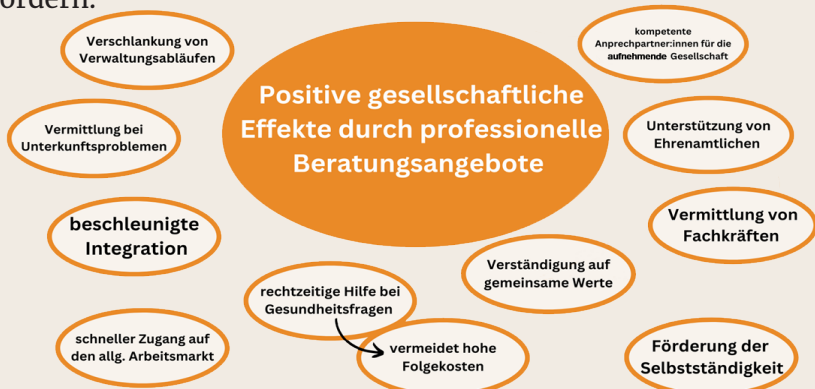 ordern.
Verschlankung von
Verwaltungsabläufen
kompetente
Anprechpartner:innen für die
aufnehmende Gesellschaft
Positive gesellschaftliche
Effekte durch professionelle
Beratungsangebote
Vermittlung bei
Unterkunftsproblemen
Unterstützung von
Ehrenamtlichen
beschleunigte
Integration
Vermittlung von
Fachkräften
Verständigung auf
gemeinsame Werte
rechtzeitige Hilfe bei
Gesundheitsfragen
schneller Zugang auf
den allg. Arbeitsmarkt
vermeidet hohe
Folgekosten
Förderung der
Selbstständigkeit